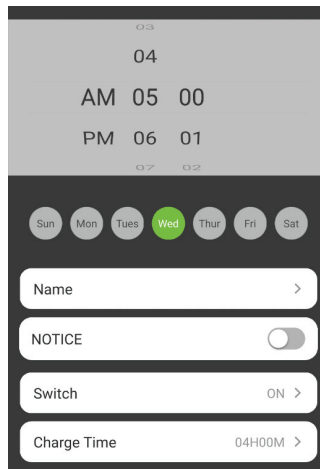 03
04
AM 05 00
PM 06 01
07 02
Sun Mon Tues Wed Thur Fri Sat
Name
NOTICE
Switch ON
Charge Time 04H00M